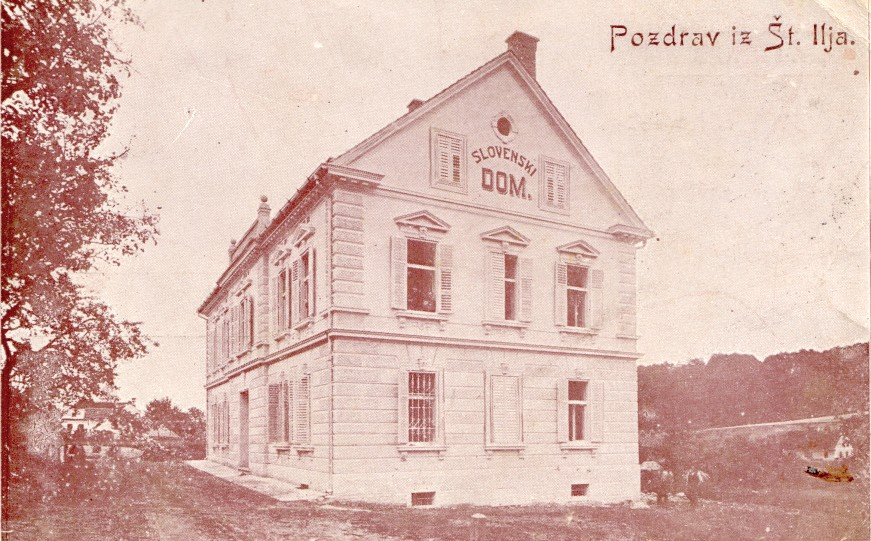 Pozdrav iz Št. Ilja.
SLOVENSKI
DOM.